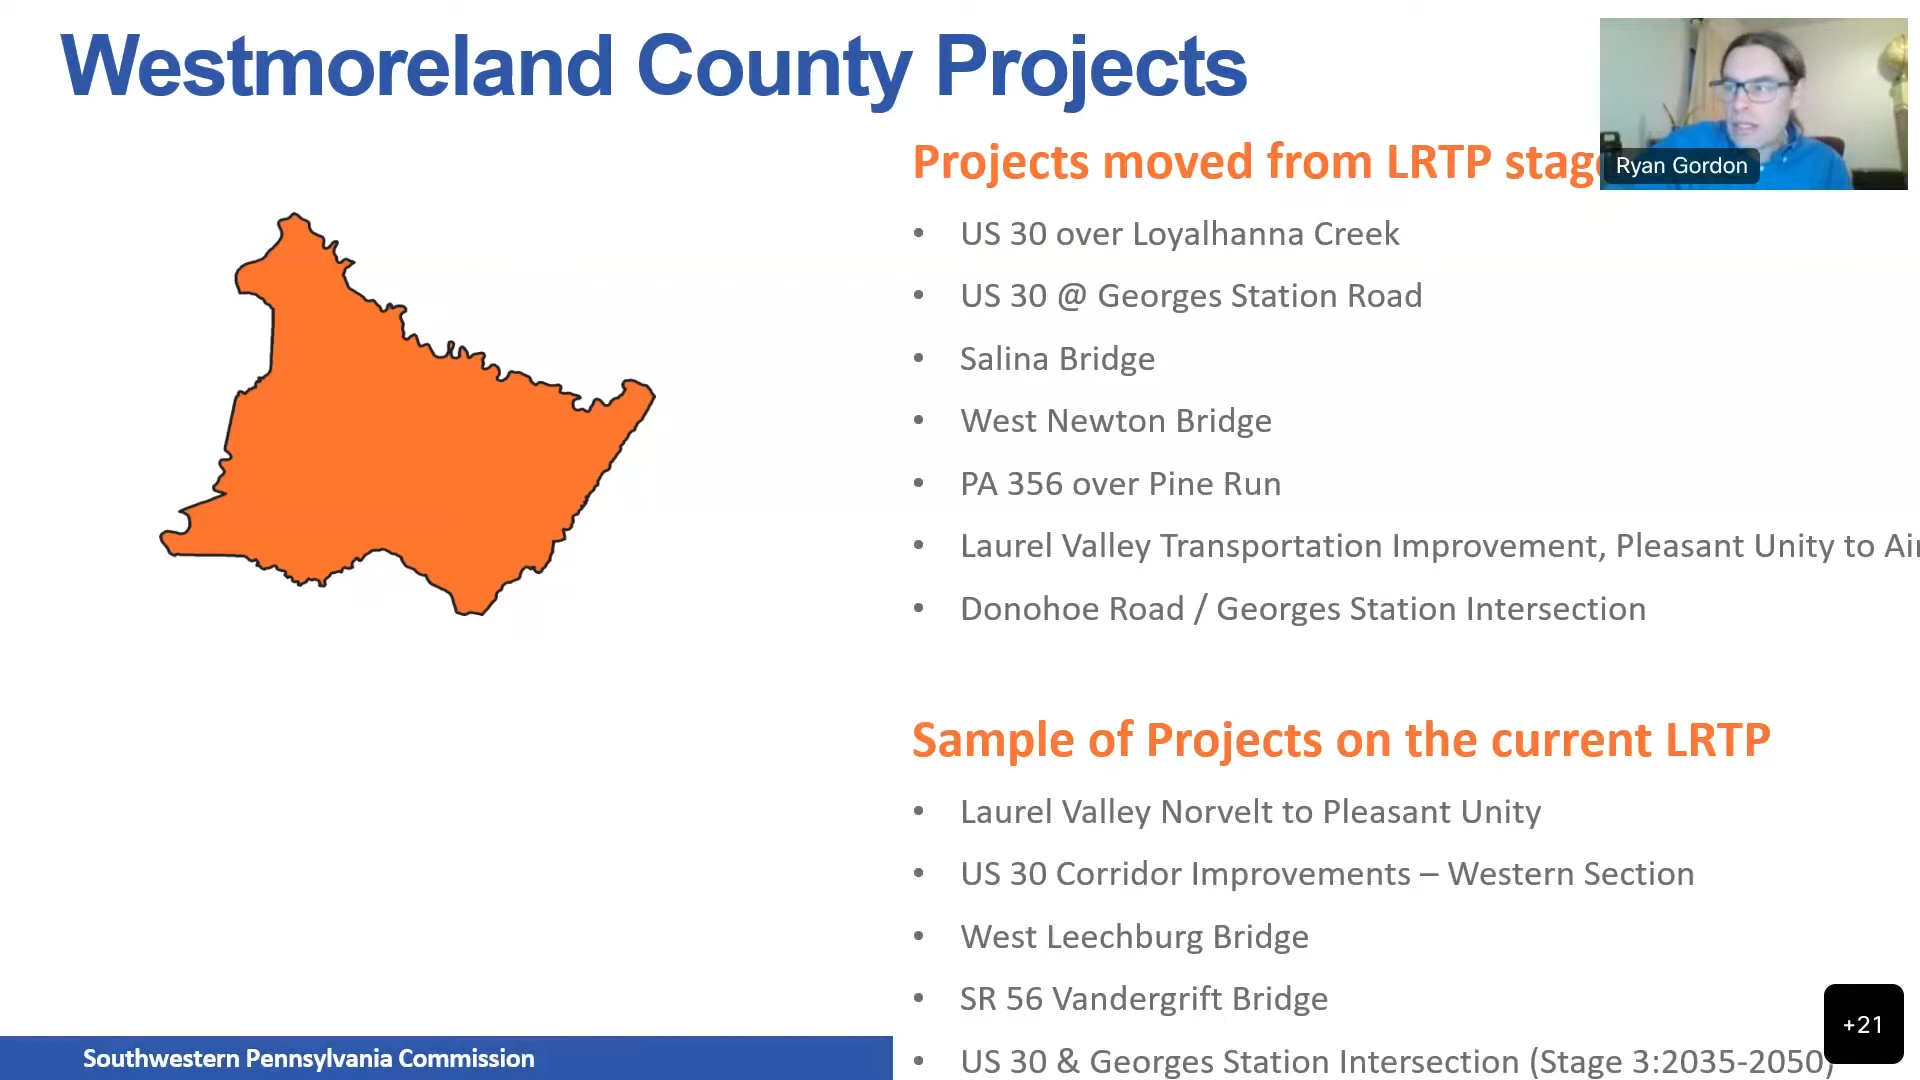 Westmoreland County Projects
Projects moved from LRTP stage
Ryan Gordon
• US 30 over Loyalhanna Creek
• US 30 @ Georges Station Road
• Salina Bridge
• West Newton Bridge
• PA 356 over Pine Run
• Laurel Valley Transportation Improvement, Pleasant Unity to
• Donohoe Road / Georges Station Intersection
Sample of Projects on the current LRTP
• Laurel Valley Norvelt to Pleasant Unity
• US 30 Corridor Improvements – Western Section
• West Leechburg Bridge
• SR 56 Vandergrift Bridge
• US 30 & Georges Station Intersection (Stage 3:2035-2050)
+21
Southwestern Pennsylvania Commission